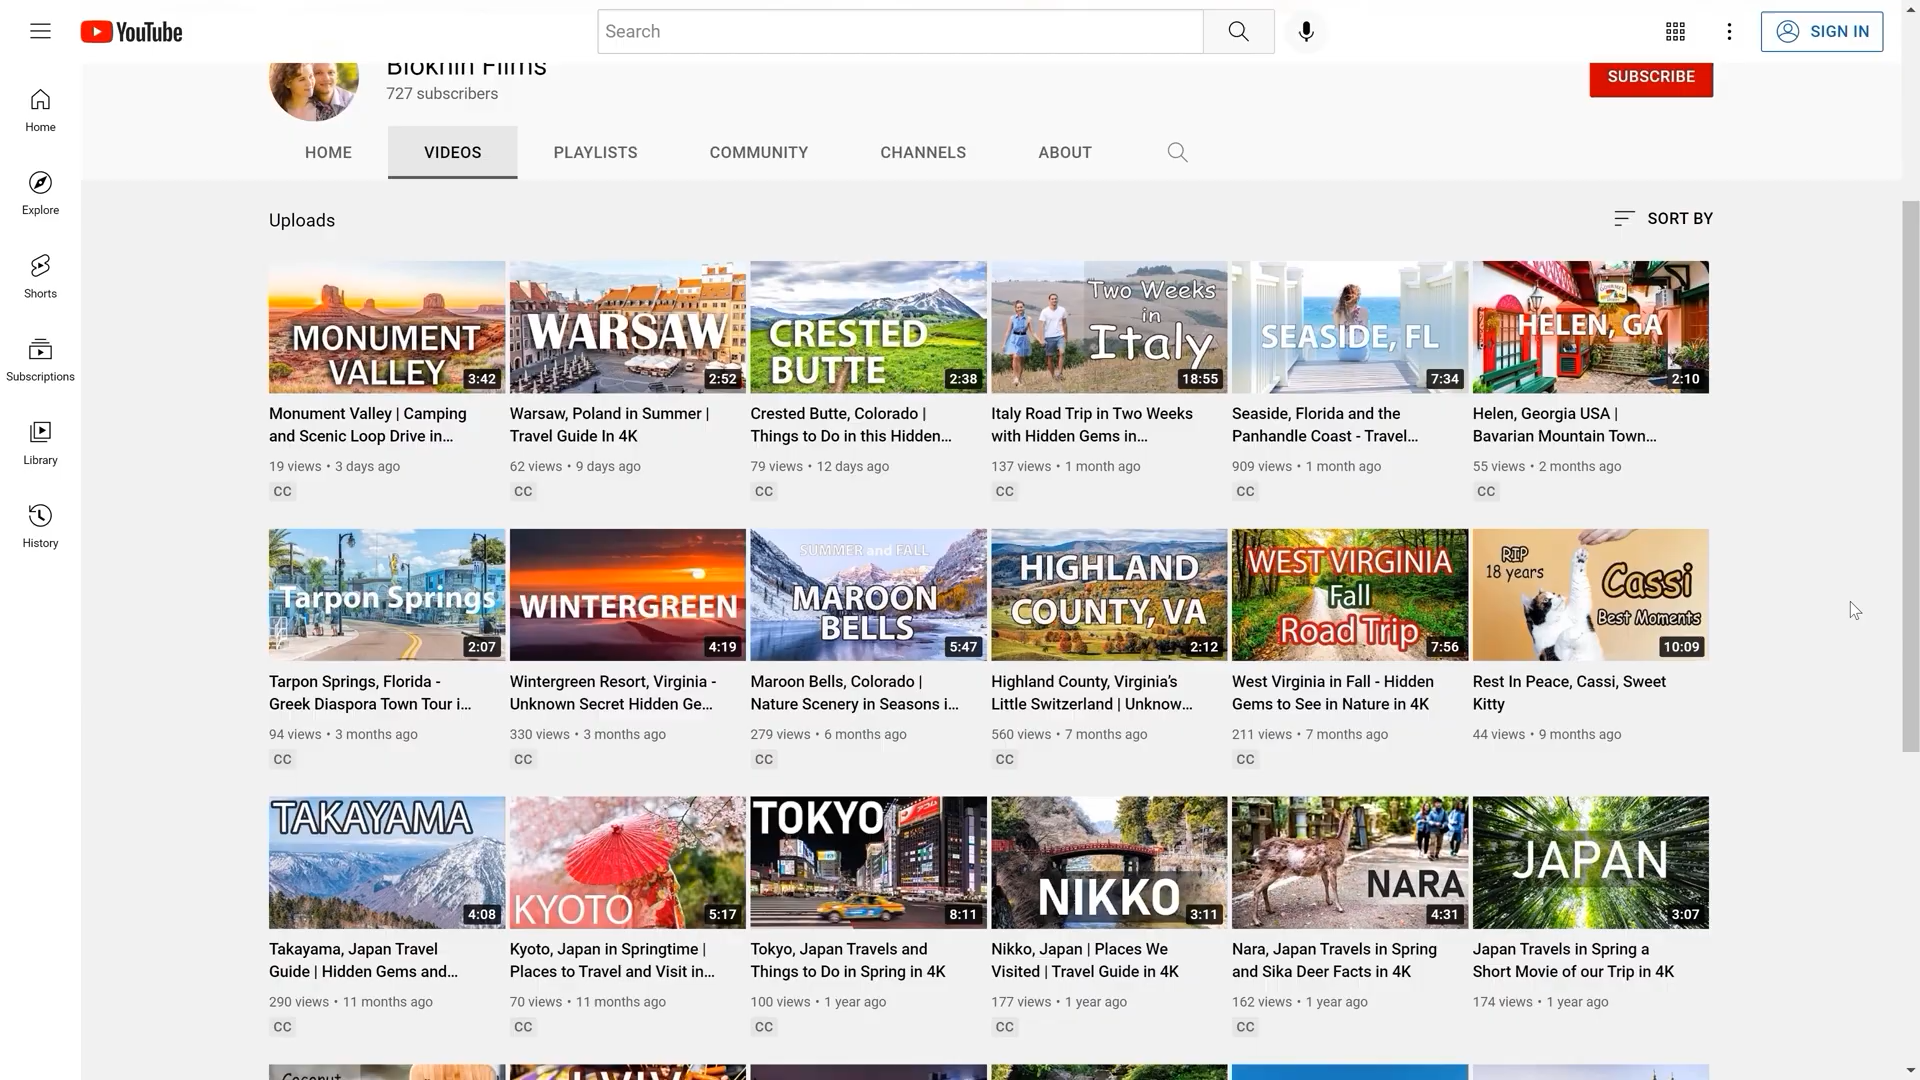 YouTube
Search
SIGN IN
Home
Explore
Shorts
Subscriptions
Library
History
Blokhin Films
727 subscribers
SUBSCRIBE
HOME
VIDEOS
PLAYLISTS
COMMUNITY
CHANNELS
ABOUT
Uploads
SORT BY
MONUMENT
VALLEY
3:42
Monument Valley | Camping
and Scenic Loop Drive in...
19 views • 3 days ago
CC
WARSAW
2:52
Warsaw, Poland in Summer |
Travel Guide In 4K
62 views • 9 days ago
CC
CRESTED
BUTTE
2:38
Crested Butte, Colorado |
Things to Do in this Hidden...
79 views • 12 days ago
CC
Two Weeks
in
Italy
18:55
Italy Road Trip in Two Weeks
with Hidden Gems in...
137 views • 1 month ago
CC
SEASIDE, FL
7:34
Seaside, Florida and the
Panhandle Coast - Travel...
909 views • 1 month ago
CC
HELEN, GA
2:10
Helen, Georgia USA |
Bavarian Mountain Town...
55 views • 2 months ago
CC
Tarpon Springs
2:07
Tarpon Springs, Florida -
Greek Diaspora Town Tour i...
94 views • 3 months ago
CC
WINTERGREEN
4:19
Wintergreen Resort, Virginia -
Unknown Secret Hidden Ge...
330 views • 3 months ago
CC
SUMMER and FALL
MAROON
BELLS
5:47
Maroon Bells, Colorado |
Nature Scenery in Seasons i...
279 views • 6 months ago
CC
HIGHLAND
COUNTY, VA
2:12
Highland County, Virginia's
Little Switzerland | Unknow...
560 views • 7 months ago
CC
WEST VIRGINIA
Fall
Road Trip
7:56
West Virginia in Fall - Hidden
Gems to See in Nature in 4K
211 views • 7 months ago
CC
RIP
18 years
Cassi
Best Moments
10:09
Rest In Peace, Cassi, Sweet
Kitty
44 views • 9 months ago
TAKAYAMA
4:08
Takayama, Japan Travel
Guide | Hidden Gems and...
290 views • 11 months ago
CC
KYOTO
5:17
Kyoto, Japan in Springtime |
Places to Travel and Visit in...
70 views • 11 months ago
CC
TOKYO
8:11
Tokyo, Japan Travels and
Things to Do in Spring in 4K
100 views • 1 year ago
CC
NIKKO
3:11
Nikko, Japan | Places We
Visited | Travel Guide in 4K
177 views • 1 year ago
CC
NARA
4:31
Nara, Japan Travels in Spring
and Sika Deer Facts in 4K
162 views • 1 year ago
CC
JAPAN
3:07
Japan Travels in Spring a
Short Movie of our Trip in 4K
174 views • 1 year ago
Coconut